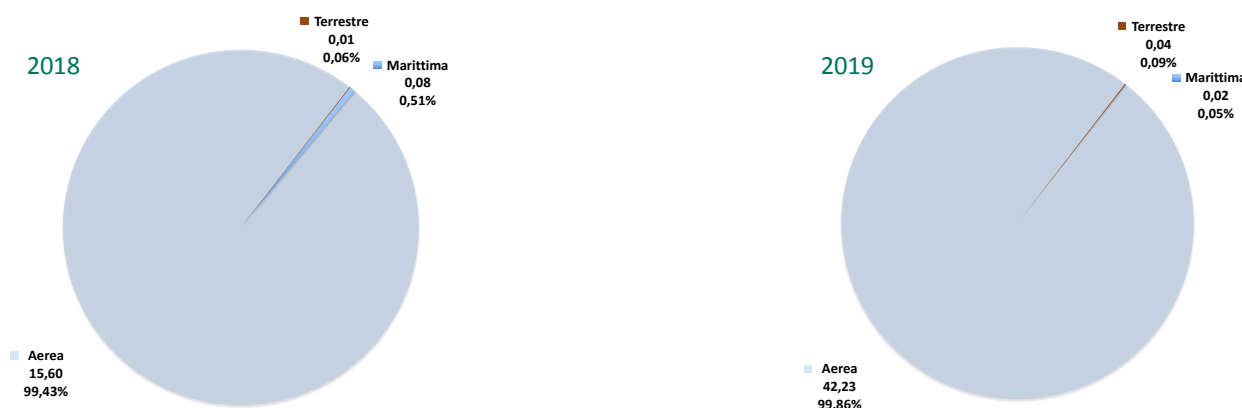 2018
Terrestre
0,01
0,06%
Marittima
0,08
0,51%
Aerea
15,60
99,43%
2019
Terrestre
0,04
0,09%
Marittima
0,02
0,05%
Aerea
42,23
99,86%